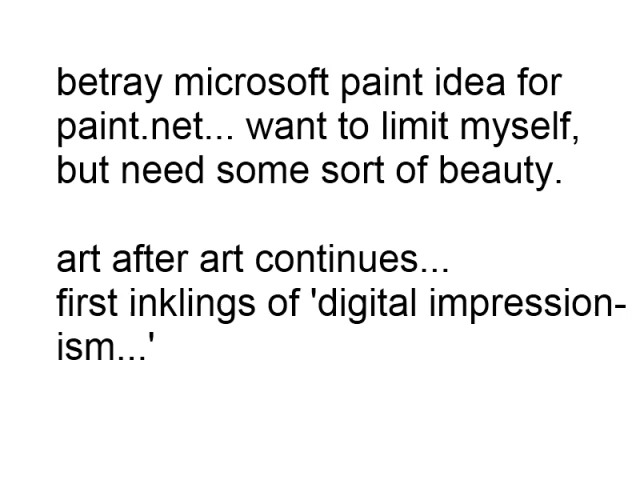 betray microsoft paint idea for
paint.net... want to limit myself,
but need some sort of beauty.
art after art continues...
first inklings of 'digital impression-
ism...'